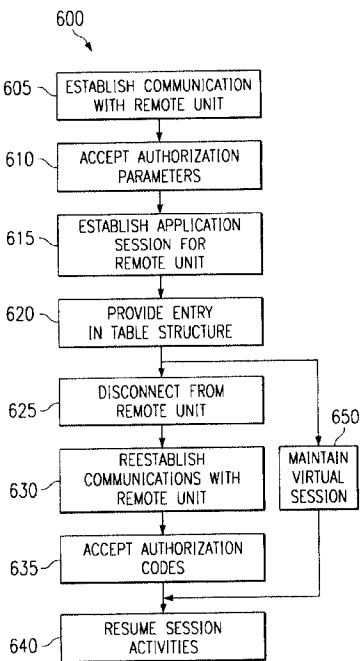 600
605
ESTABLISH COMMUNICATION
WITH REMOTE UNIT
610
ACCEPT AUTHORIZATION
PARAMETERS
615
ESTABLISH APPLICATION
SESSION FOR
REMOTE UNIT
620
PROVIDE ENTRY
IN TABLE STRUCTURE
625
DISCONNECT FROM
REMOTE UNIT
650
MAINTAIN
VIRTUAL
SESSION
630
REESTABLISH
COMMUNICATIONS WITH
REMOTE UNIT
635
ACCEPT AUTHORIZATION
CODES
640
RESUME SESSION
ACTIVITIES